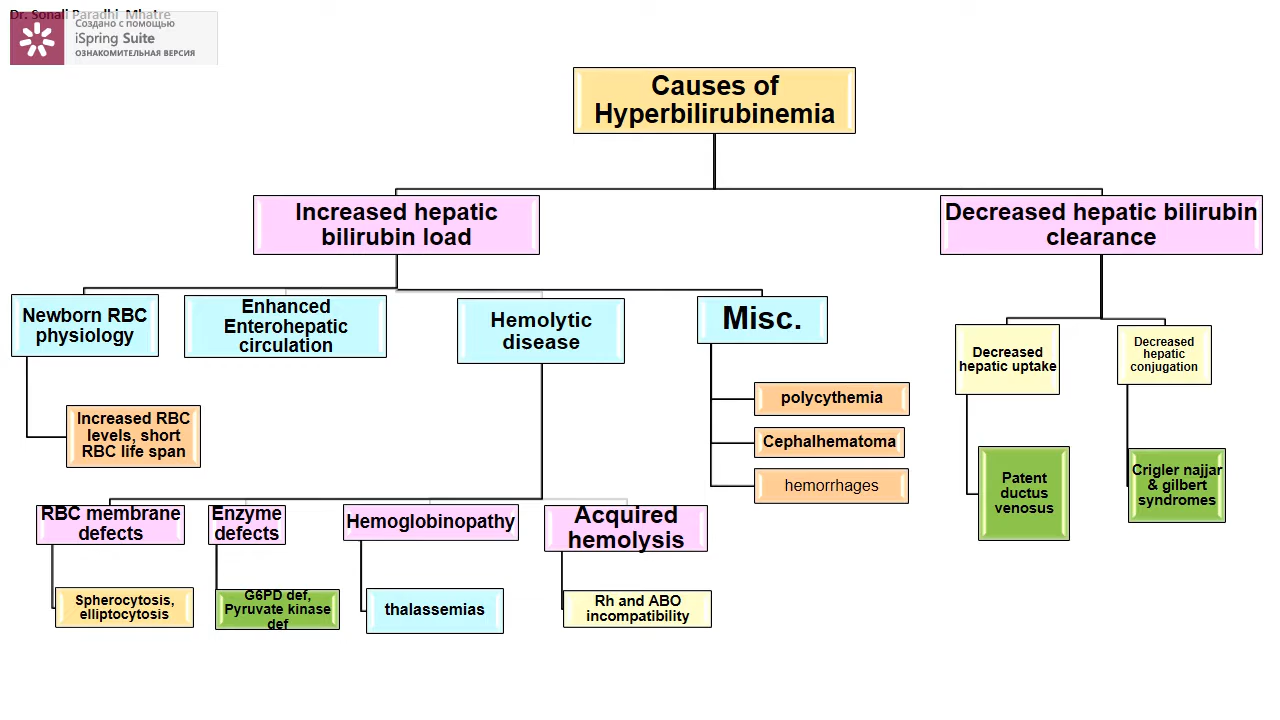 Dr. Sonali Paradhi Mhatre
Создано с помощью
iSpring Suite
ОЗНАКОМИТЕЛЬНАЯ ВЕРСИЯ
Causes of
Hyperbilirubinemia
Increased hepatic
bilirubin load
Decreased hepatic bilirubin
clearance
Newborn RBC
physiology
Enhanced
Enterohepatic
circulation
Hemolytic
disease
Misc.
Decreased
hepatic uptake
Decreased
hepatic
conjugation
Increased RBC
levels, short
RBC life span
polycythemia
Cephalhematoma
hemorrhages
Patent
ductus
venosus
Crigler najjar
& gilbert
syndromes
RBC membrane
defects
Enzyme
defects
Hemoglobinopathy
Acquired
hemolysis
Spherocytosis,
elliptocytosis
G6PD def,
Pyruvate kinase
def
thalassemias
Rh and ABO
incompatibility